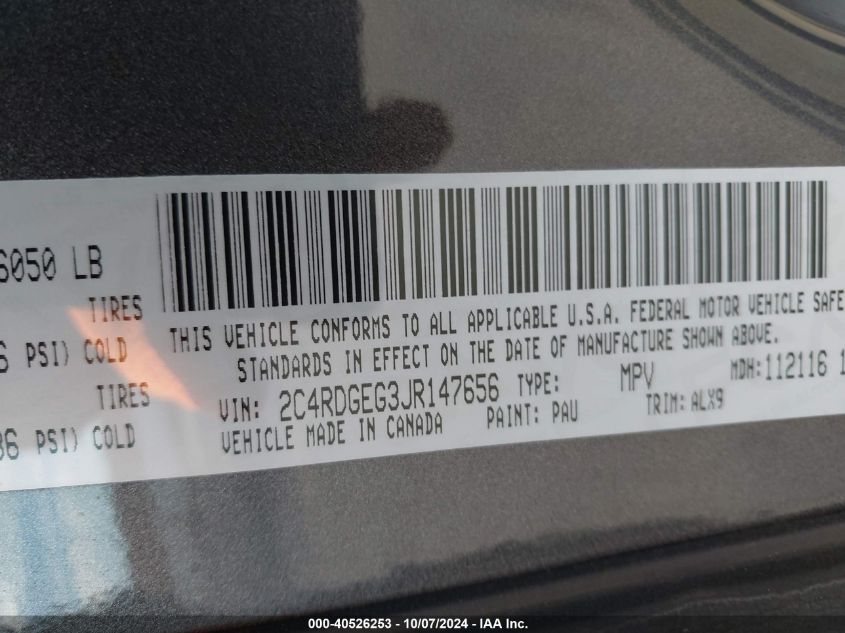 6050 LB
TIRES
PSI) COLD
TIRES
PSI) COLD
THIS VEHICLE CONFORMS TO ALL APPLICABLE U.S.A. FEDERAL MOTOR VEHICLE SAFE
STANDARDS IN EFFECT ON THE DATE OF MANUFACTURE SHOWN ABOVE.
VIN: 2C4RDGEG3JR147656 TYPE: MPV MDH: 112116 1
VEHICLE MADE IN CANADA PAINT: PAU TRIM: ALX9
000-40526253 - 10/07/2024 - IAA Inc.